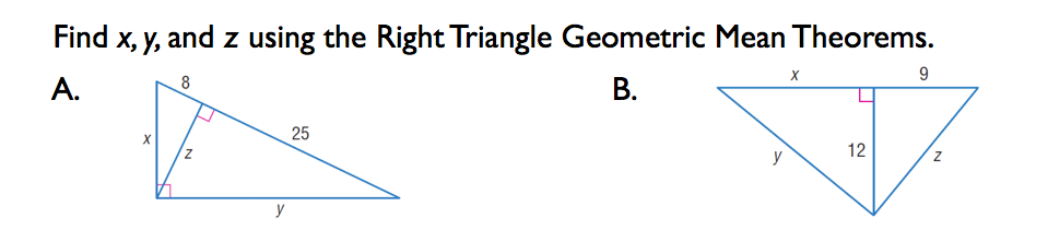 Find x, y, and z using the Right Triangle Geometric Mean Theorems.
A.
8
x
z
25
y
B.
x
9
y
12
z